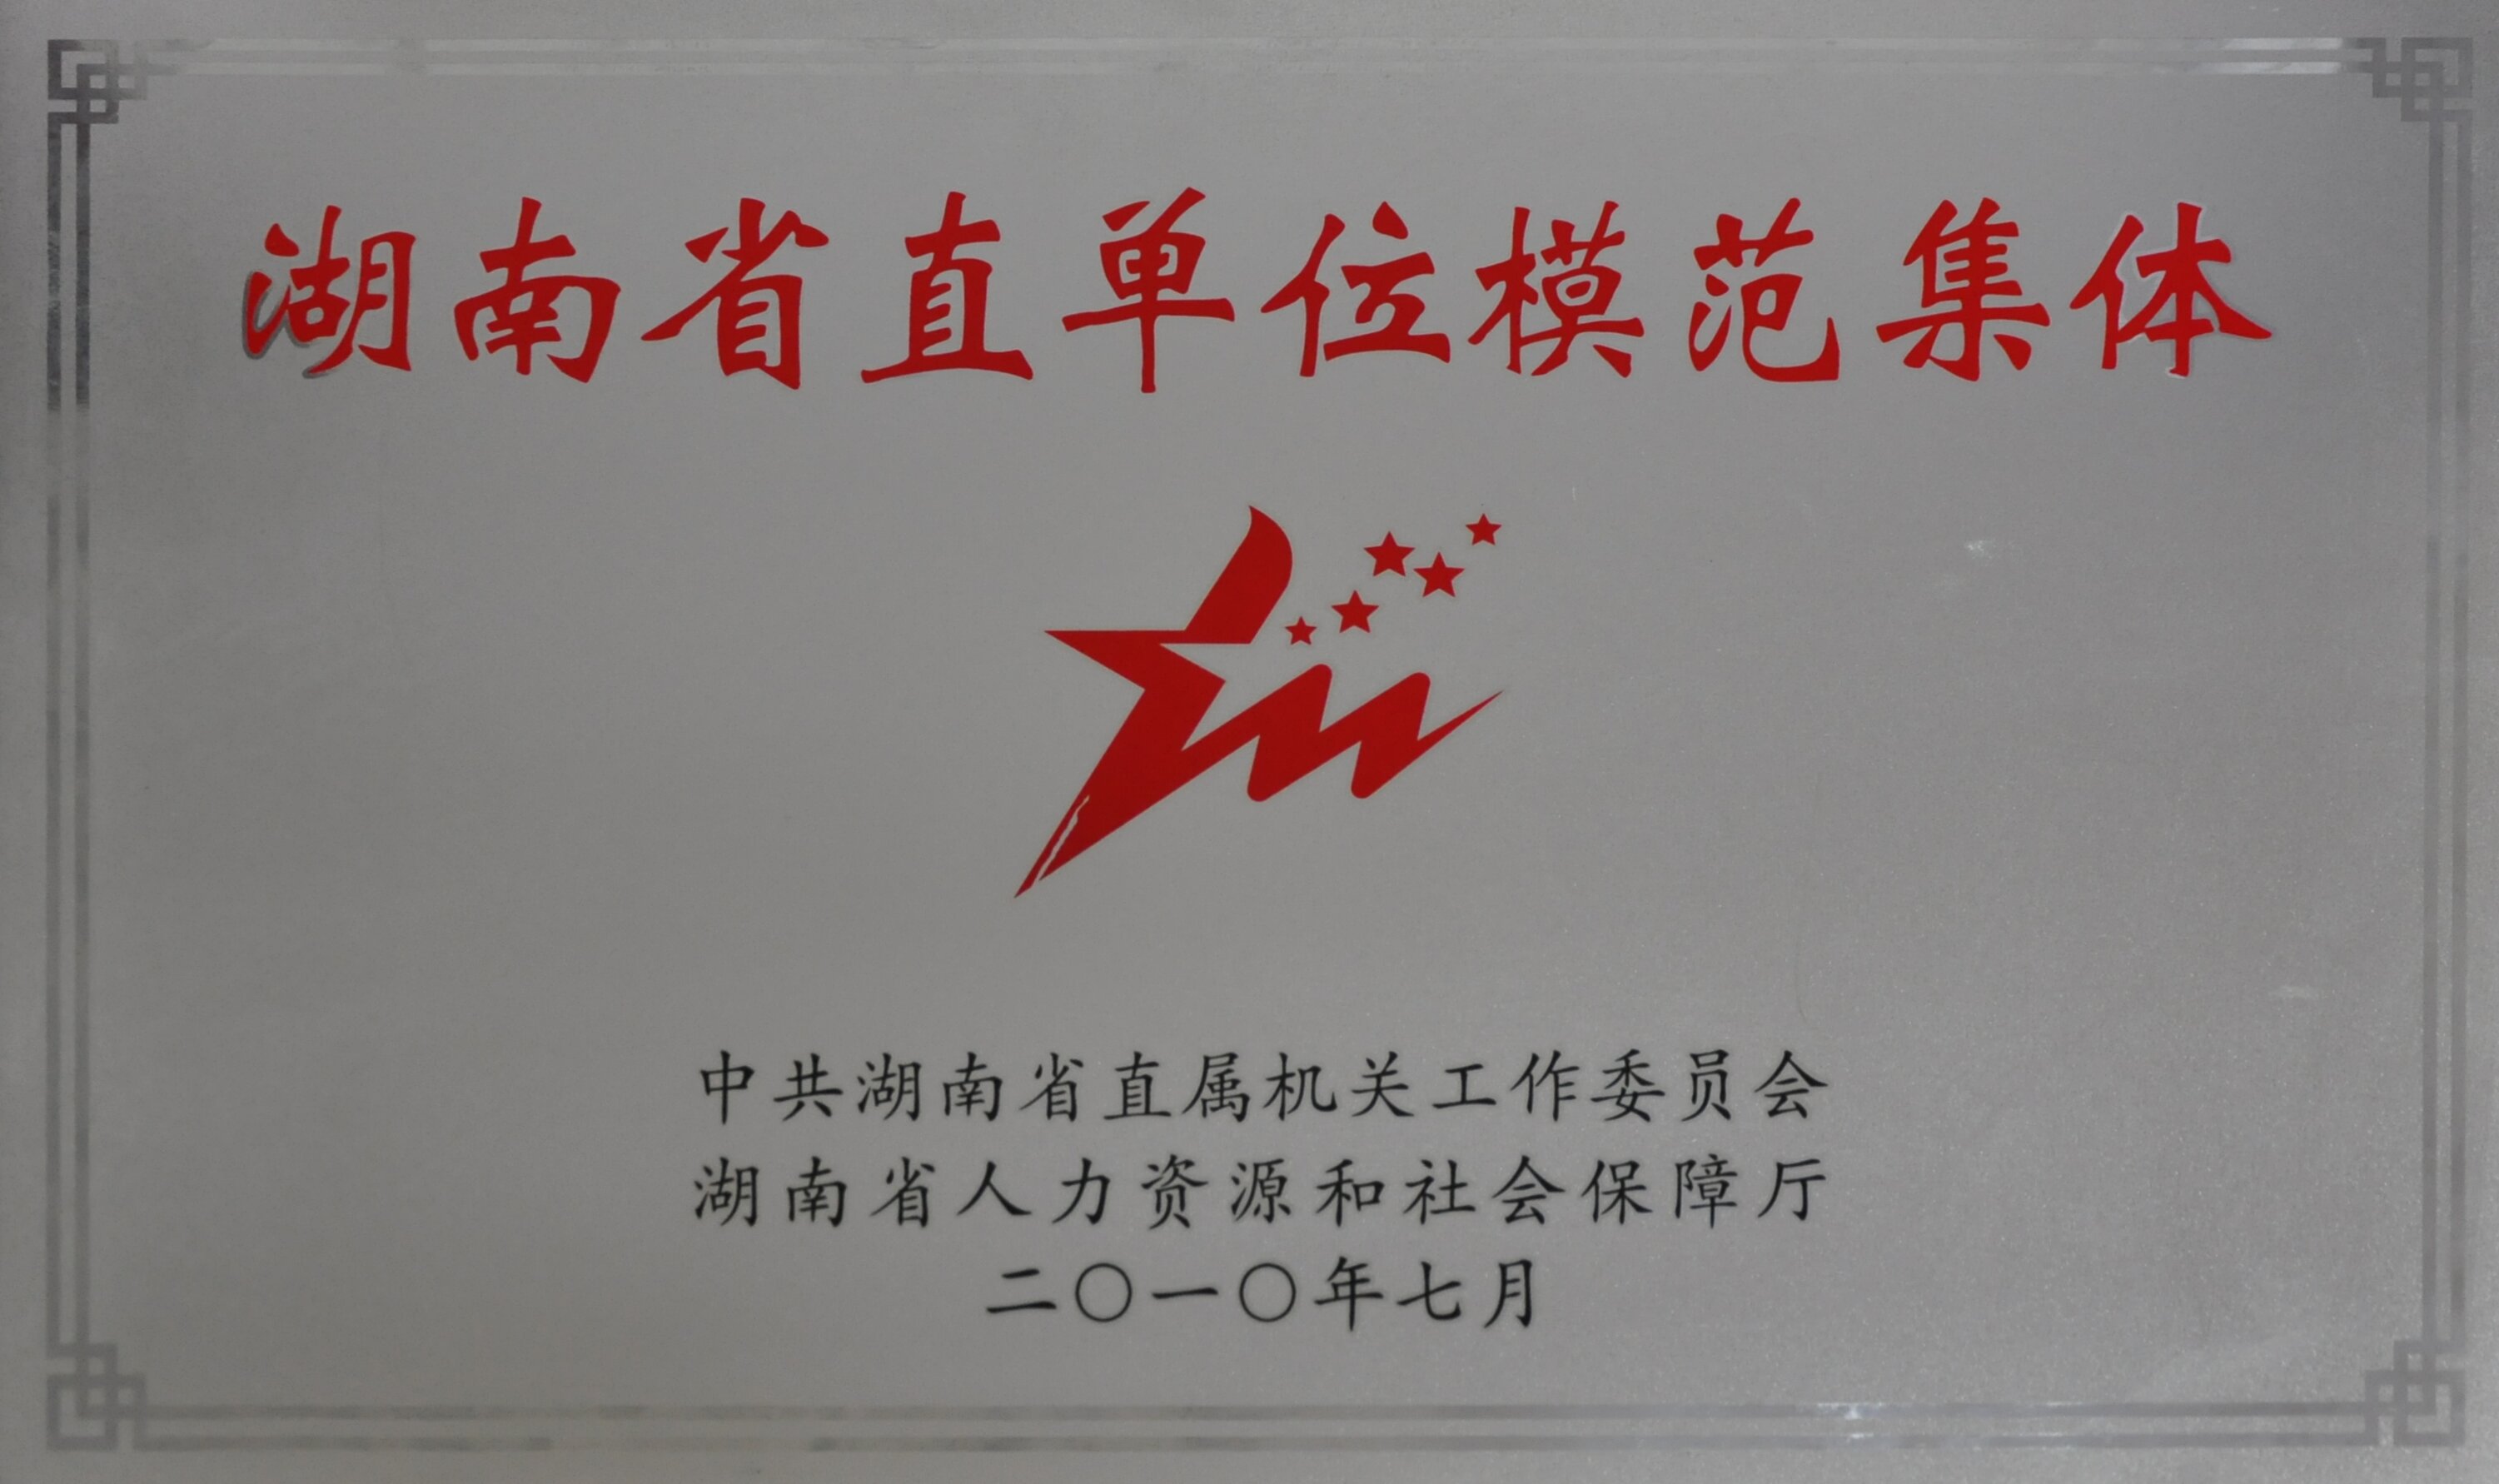 湖南省直单位模范集体
中共湖南省直属机关工作委员会
湖南省人力资源和社会保障厅
二〇一〇年七月